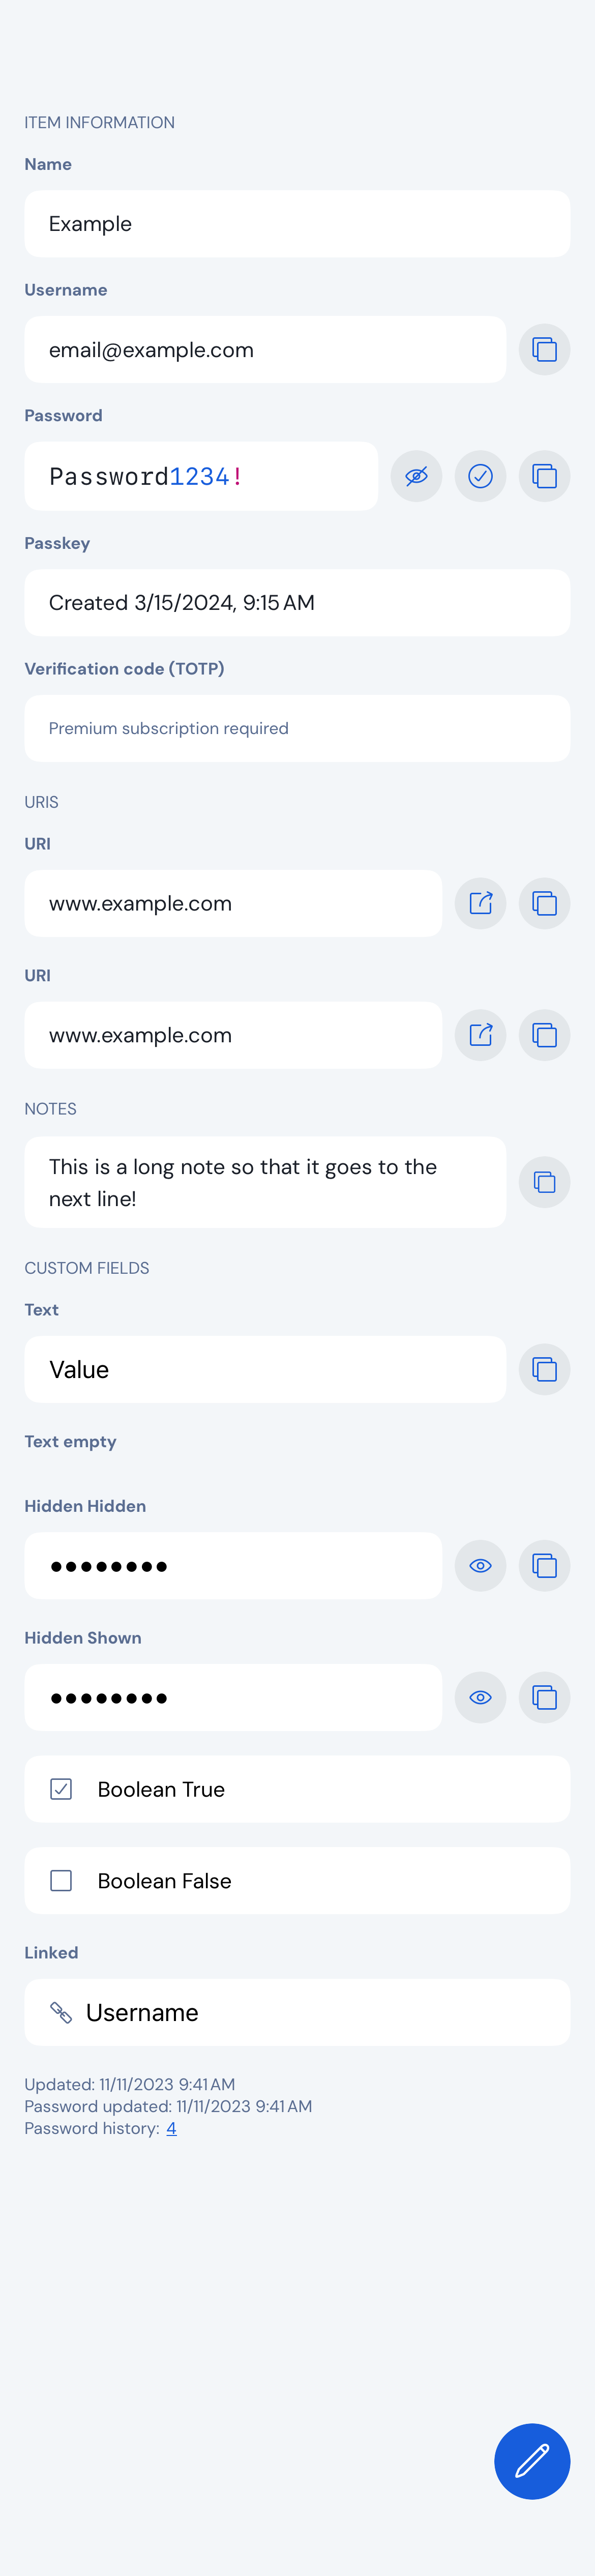 ITEM INFORMATION
Name
Example
Username
email@example.com
Password
Password1234!
Passkey
Created 3/15/2024, 9:15 AM
Verification code (TOTP)
Premium subscription required
URIS
URI
www.example.com
URI
www.example.com
NOTES
This is a long note so that it goes to the
next line!
CUSTOM FIELDS
Text
Value
Text empty
Hidden Hidden
••••••••
Hidden Shown
••••••••
Boolean True
Boolean False
Linked
Username
Updated: 11/11/2023 9:41 AM
Password updated: 11/11/2023 9:41 AM
Password history: 4